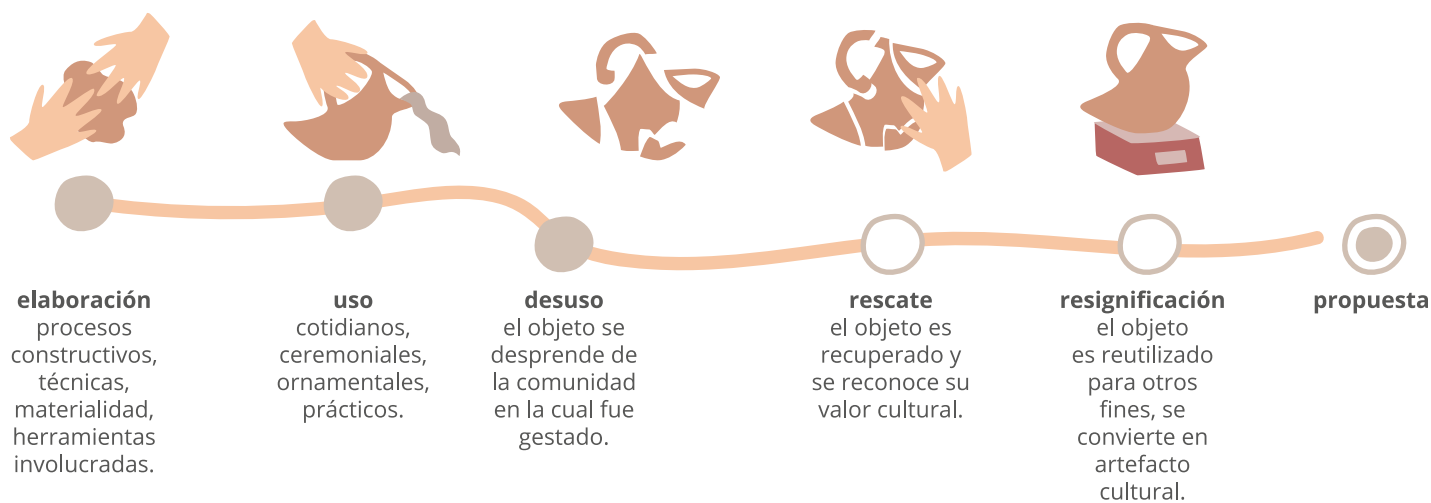 elaboración
procesos
constructivos,
técnicas,
materialidad,
herramientas
involucradas.
uso
cotidianos,
ceremoniales,
ornamentales,
prácticos.
desuso
el objeto se
desprende de
la comunidad
en la cual fue
gestado.
rescate
el objeto es
recuperado y
se reconoce su
valor cultural.
resignificación
el objeto
es reutilizado
para otros
fines, se
convierte en
artefacto
cultural.
propuesta